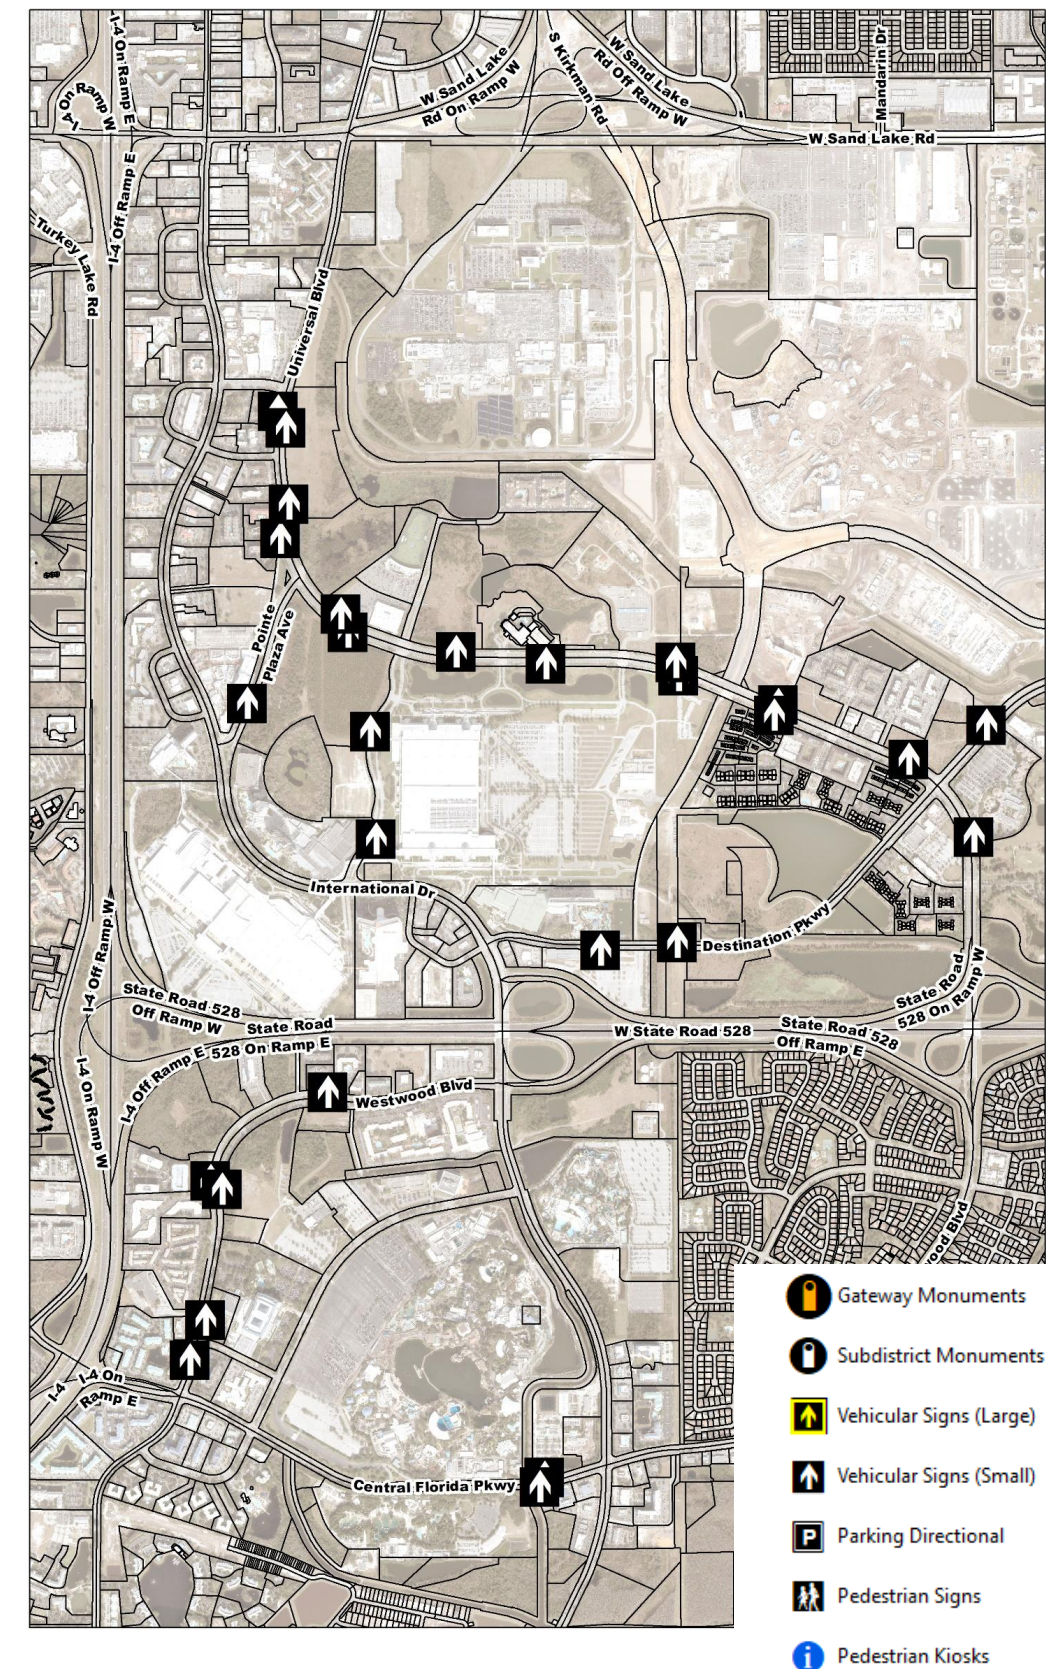 I-4 On Ramp E
I-4 On Ramp W
W Sand Lake
Rd On Ramp W
S Kirkman Rd
W Sand Lake
Rd Off Ramp W
Mandarin Dr
W Sand Lake Rd
I-4 Off Ramp E
Turkey Lake Rd
Universal Blvd
Pointe
Plaza Ave
International Dr
Destination Pkwy
I-4 Off Ramp W
State Road 528
Off Ramp W
State Road
528 On Ramp E
W State Road 528
State Road 528
Off Ramp E
State Road
528 On Ramp W
I-4 Off Ramp E
I-4 On Ramp W
Westwood Blvd
wood Blvd
I-4
I-4 On
Ramp E
Central Florida Pkwy
Gateway Monuments
Subdistrict Monuments
Vehicular Signs (Large)
Vehicular Signs (Small)
P Parking Directional
Pedestrian Signs
i Pedestrian Kiosks